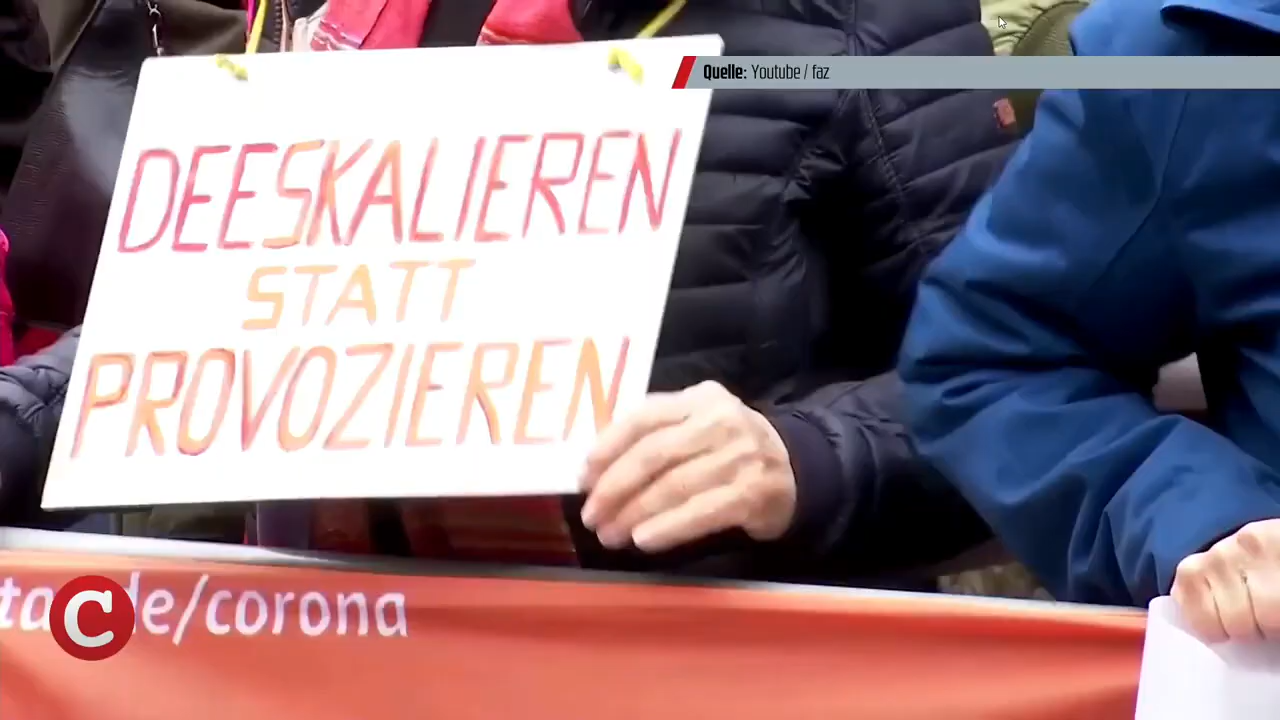 Quelle: Youtube / faz
DEESKALIEREN
STATT
PROVOZIEREN
de/corona
C